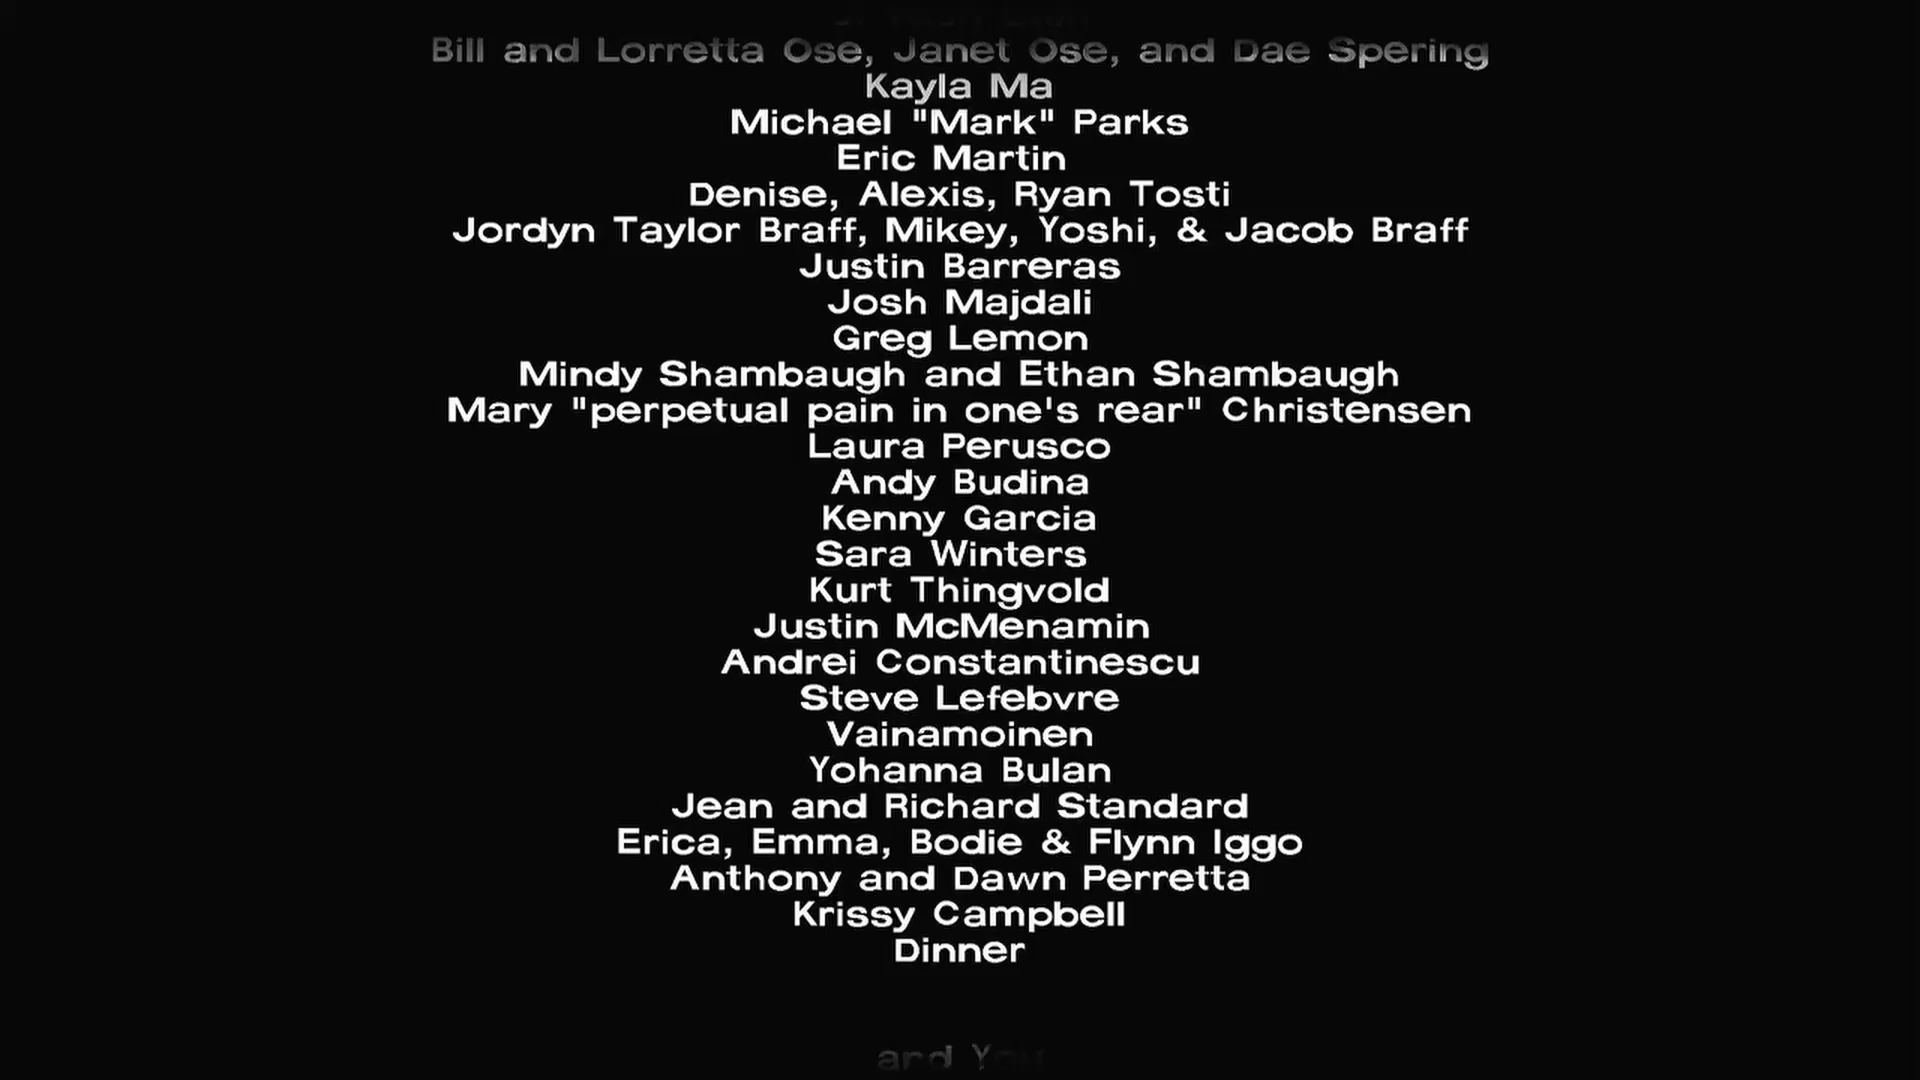 Bill and Lorretta Ose, Janet Ose, and Dae Spering
Kayla Ma
Michael "Mark" Parks
Eric Martin
Denise, Alexis, Ryan Tosti
Jordyn Taylor Braff, Mikey, Yoshi, & Jacob Braff
Justin Barreras
Josh Majdali
Greg Lemon
Mindy Shambaugh and Ethan Shambaugh
Mary "perpetual pain in one's rear" Christensen
Laura Perusco
Andy Budina
Kenny Garcia
Sara Winters
Kurt Thingvold
Justin McMenamin
Andrei Constantinescu
Steve Lefebvre
Vainamoinen
Yohanna Bulan
Jean and Richard Standard
Erica, Emma, Bodie & Flynn Iggo
Anthony and Dawn Perretta
Krissy Campbell
Dinner
and You